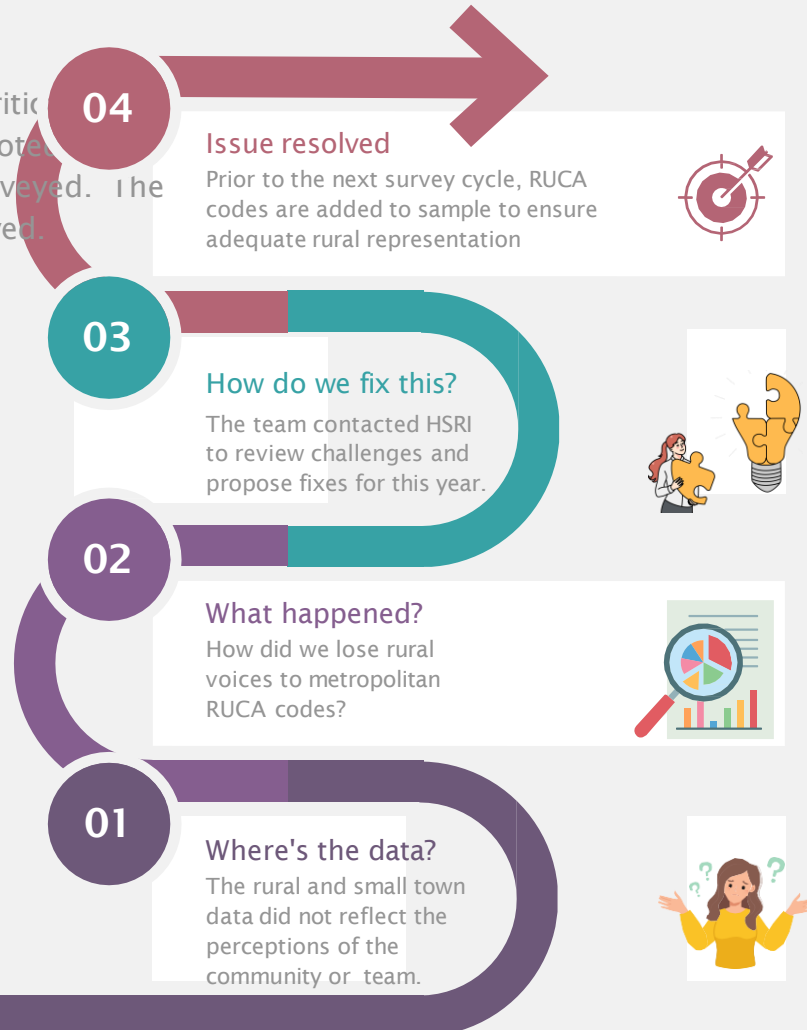 04
veyed. The
Issue resolved
Prior to the next survey cycle, RUCA
codes are added to sample to ensure
adequate rural representation
03
How do we fix this?
The team contacted HSRI
to review challenges and
propose fixes for this year.
02
What happened?
How did we lose rural
voices to metropolitan
RUCA codes?
01
Where's the data?
The rural and small town
data did not reflect the
perceptions of the
community or team.
? ? ?